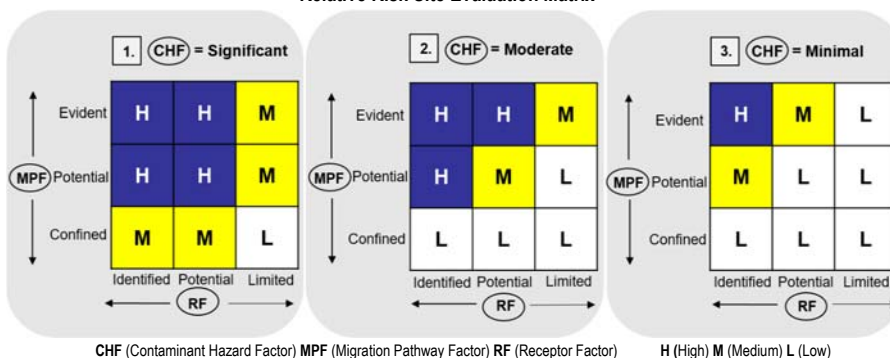 Relative Risk Site Evaluation Matrix
1. CHF = Significant
Evident H H M
MPF Potential H H M
Confined M M L
Identified Potential Limited
RF
2. CHF = Moderate
Evident H H M
MPF Potential H M L
Confined L L L
Identified Potential Limited
RF
3. CHF = Minimal
Evident H M L
MPF Potential M L L
Confined L L L
Identified Potential Limited
RF
CHF (Contaminant Hazard Factor) MPF (Migration Pathway Factor) RF (Receptor Factor) H (High) M (Medium) L (Low)